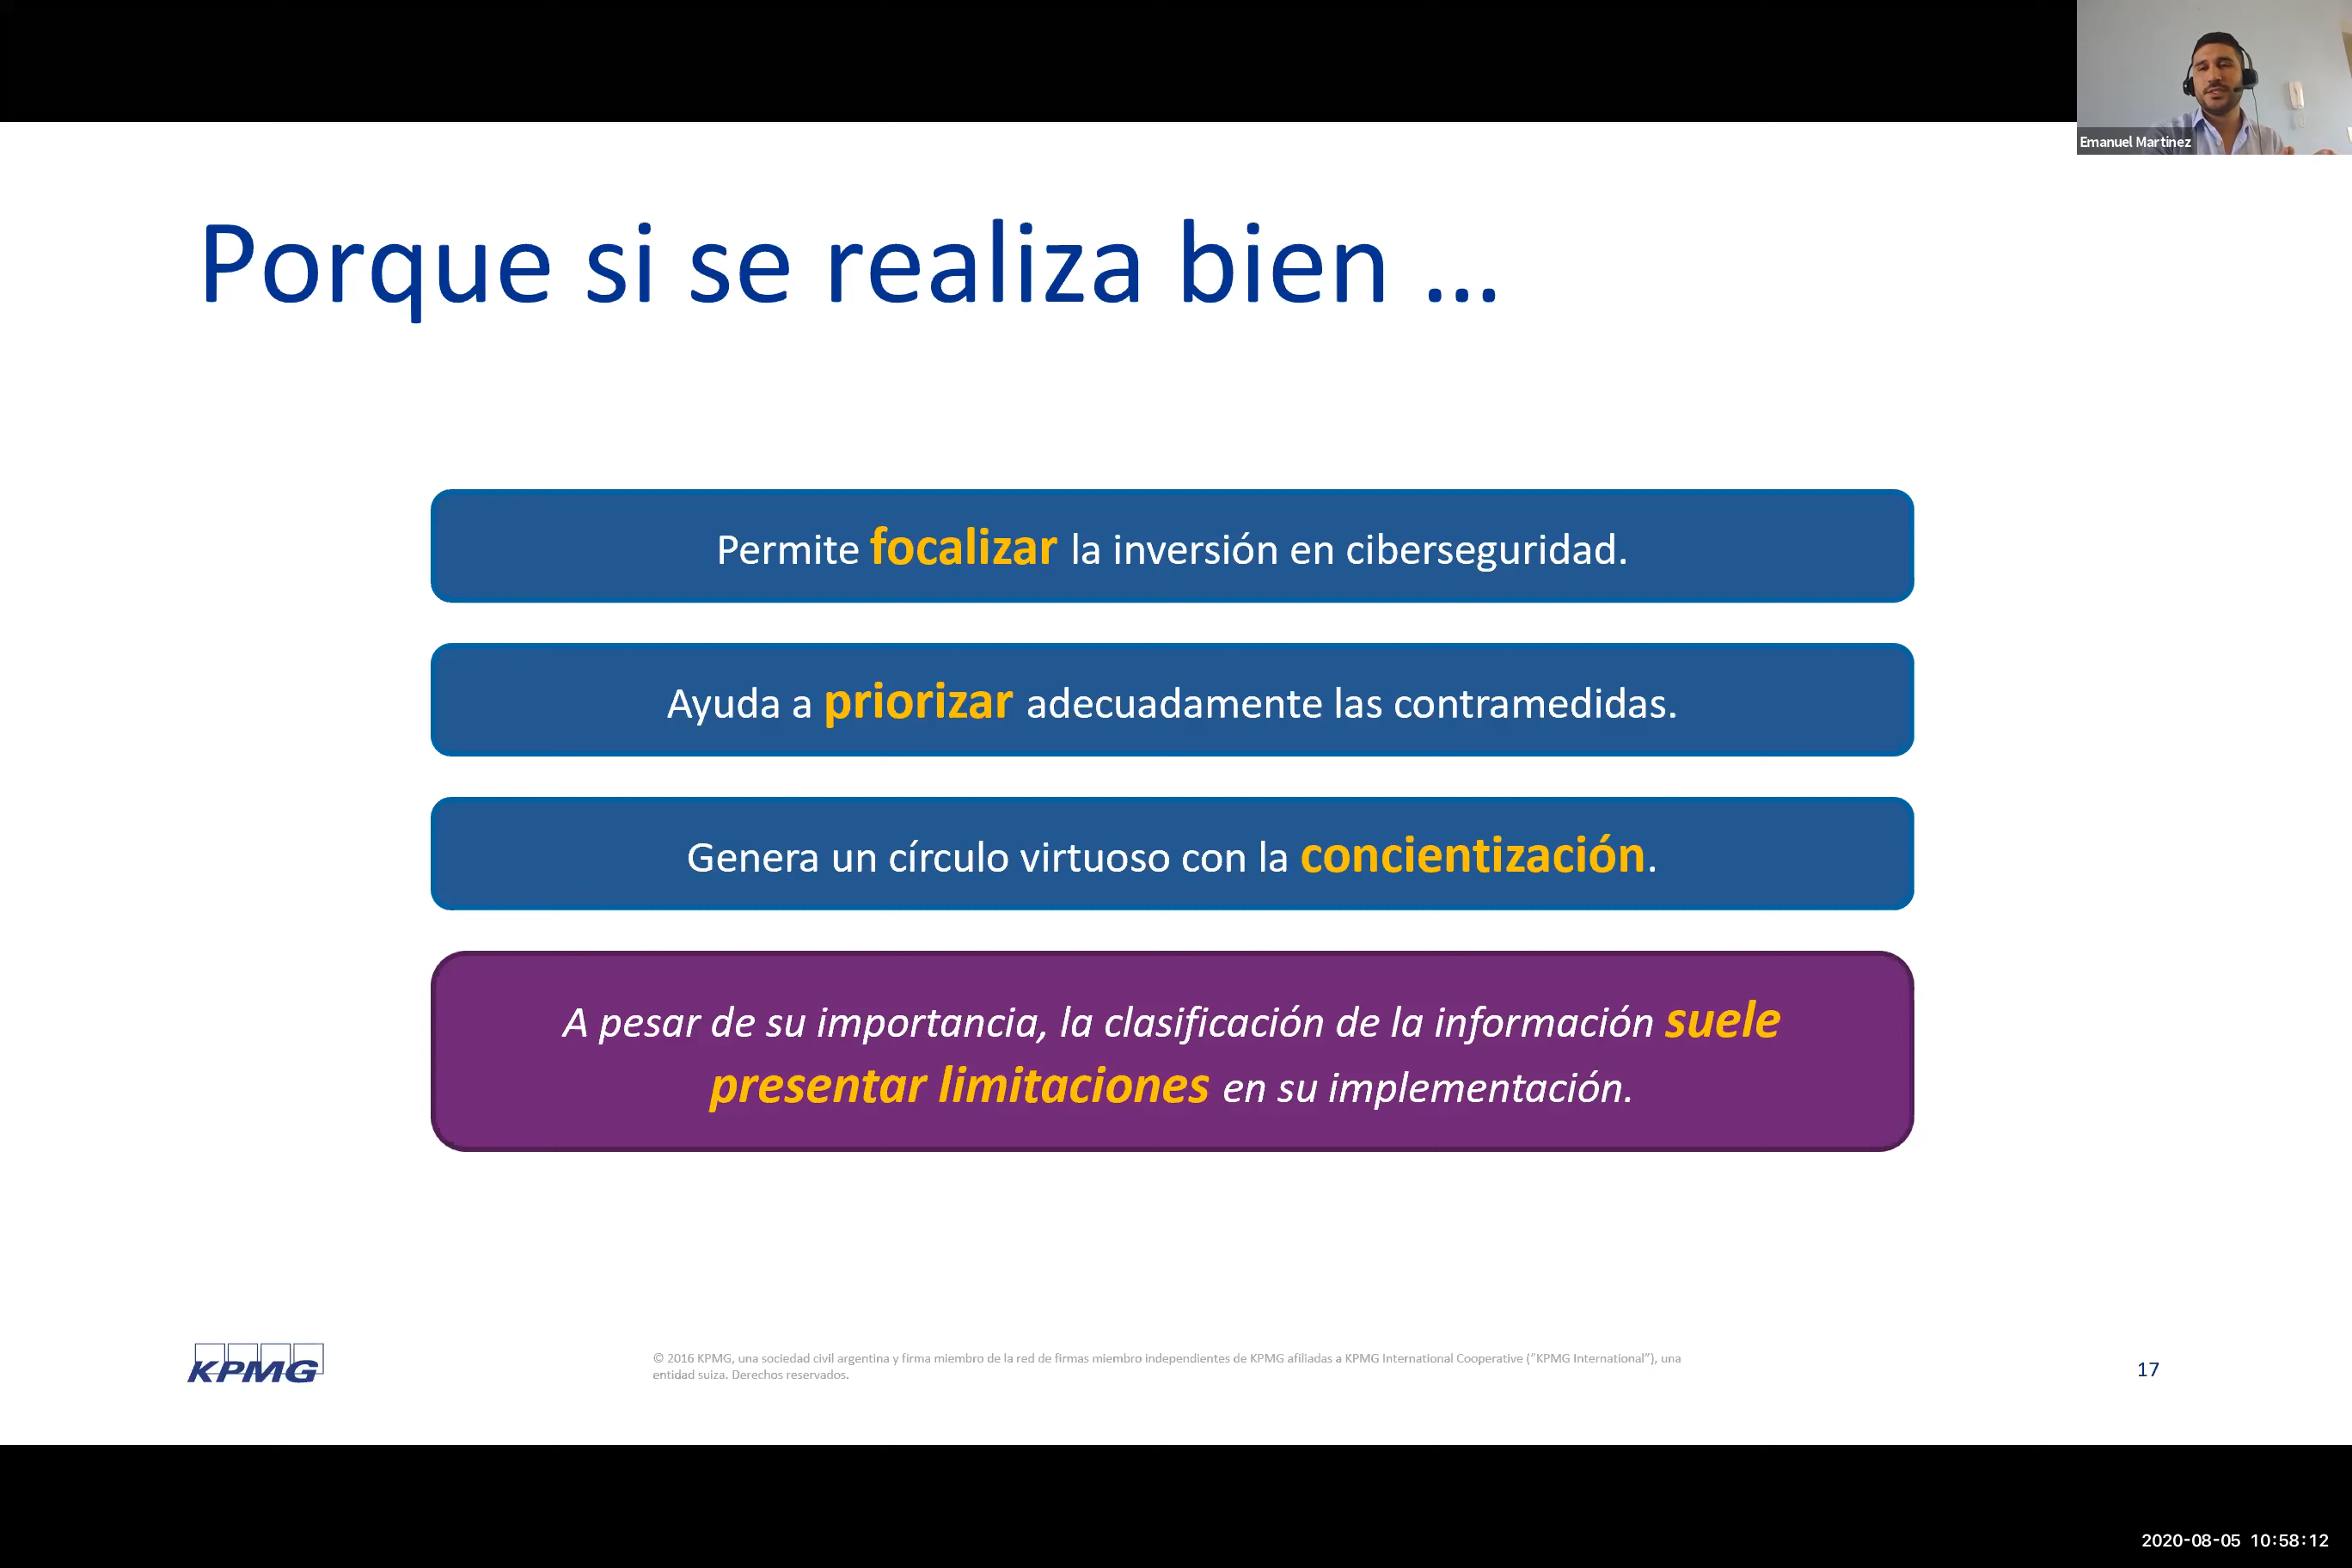 Emanuel Martinez
Porque si se realiza bien ...
Permite focalizar la inversión en ciberseguridad.
Ayuda a priorizar adecuadamente las contramedidas.
Genera un círculo virtuoso con la concientización.
A pesar de su importancia, la clasificación de la información suele
presentar limitaciones en su implementación.
KPMG
© 2016 KPMG, una sociedad civil argentina y firma miembro de la red de firmas miembro independientes de KPMG afiliadas a KPMG International Cooperative ("KPMG International"), una
entidad suiza. Derechos reservados.
17
2020-08-05 10:58:12